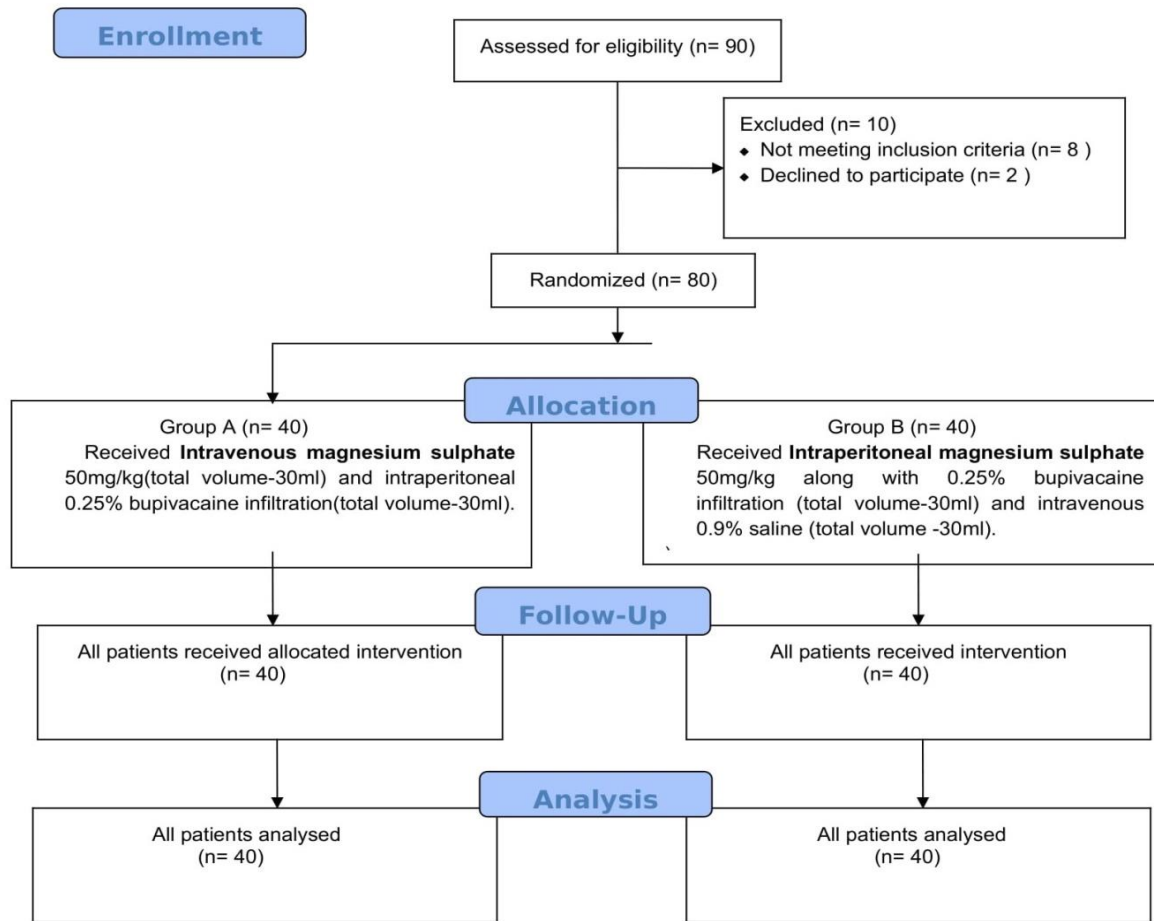 Enrollment
Assessed for eligibility (n= 90)
Excluded (n= 10)
◆ Not meeting inclusion criteria (n= 8 )
◆ Declined to participate (n= 2 )
Randomized (n= 80)
Allocation
Group A (n= 40)
Received Intravenous magnesium sulphate
50mg/kg(total volume-30ml) and intraperitoneal
0.25% bupivacaine infiltration(total volume-30ml).
Group B (n= 40)
Received Intraperitoneal magnesium sulphate
50mg/kg along with 0.25% bupivacaine
infiltration (total volume-30ml) and intravenous
0.9% saline (total volume -30ml).
`
Follow-Up
All patients received allocated intervention
(n= 40)
All patients received intervention
(n= 40)
Analysis
All patients analysed
(n= 40)
All patients analysed
(n= 40)